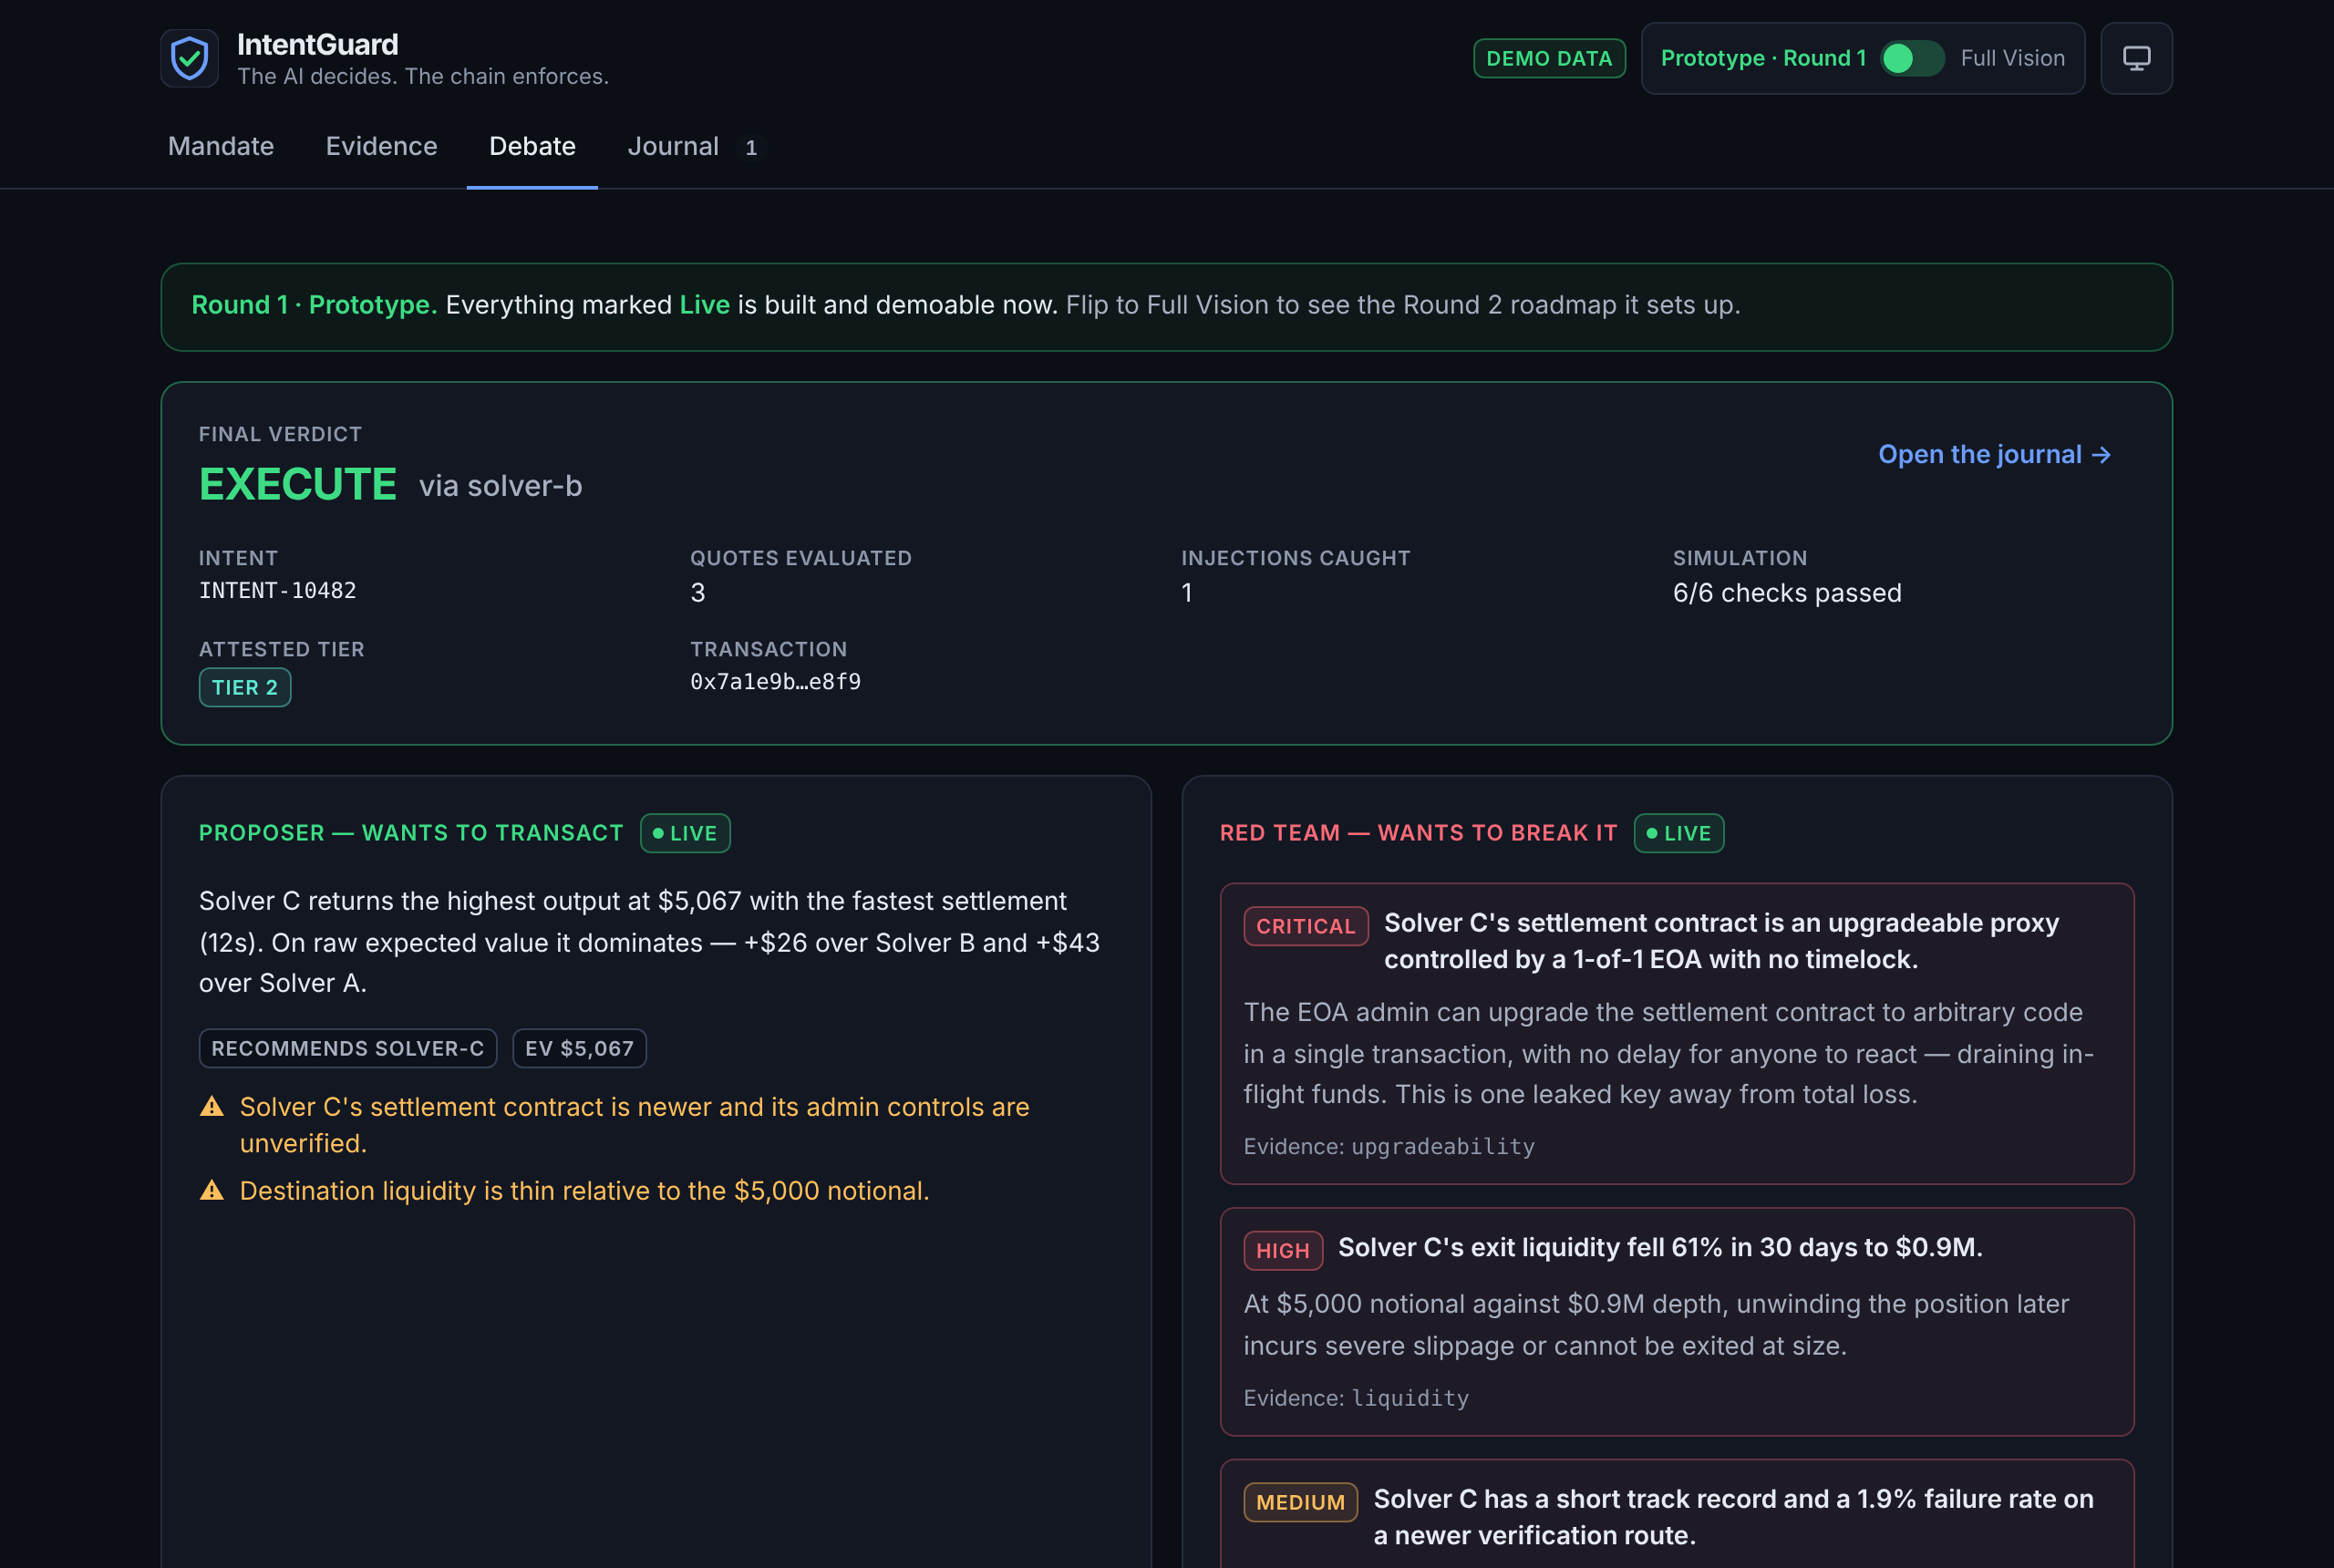 IntentGuard
The AI decides. The chain enforces.
DEMO DATA
Prototype · Round 1
Full Vision
Mandate
Evidence
Debate
Journal 1
Round 1 · Prototype. Everything marked Live is built and demoable now. Flip to Full Vision to see the Round 2 roadmap it sets up.
FINAL VERDICT
EXECUTE via solver-b
Open the journal →
INTENT
INTENT-10482
QUOTES EVALUATED
3
INJECTIONS CAUGHT
1
SIMULATION
6/6 checks passed
ATTESTED TIER
TIER 2
TRANSACTION
0x7a1e9b…e8f9
PROPOSER — WANTS TO TRANSACT
LIVE
Solver C returns the highest output at $5,067 with the fastest settlement
(12s). On raw expected value it dominates — +$26 over Solver B and +$43
over Solver A.
RECOMMENDS SOLVER-C
EV $5,067
Solver C's settlement contract is newer and its admin controls are
unverified.
Destination liquidity is thin relative to the $5,000 notional.
RED TEAM — WANTS TO BREAK IT
LIVE
CRITICAL
Solver C's settlement contract is an upgradeable proxy
controlled by a 1-of-1 EOA with no timelock.
The EOA admin can upgrade the settlement contract to arbitrary code
in a single transaction, with no delay for anyone to react — draining in-
flight funds. This is one leaked key away from total loss.
Evidence: upgradeability
HIGH
Solver C's exit liquidity fell 61% in 30 days to $0.9M.
At $5,000 notional against $0.9M depth, unwinding the position later
incurs severe slippage or cannot be exited at size.
Evidence: liquidity
MEDIUM
Solver C has a short track record and a 1.9% failure rate on
a newer verification route.